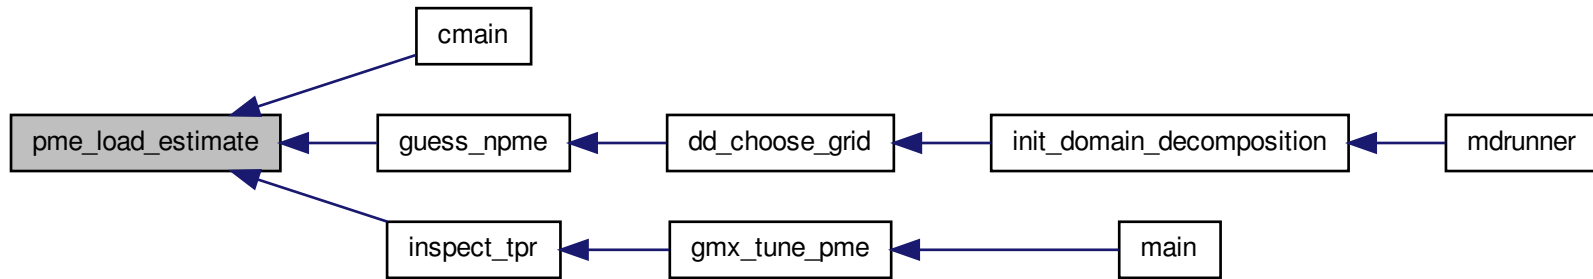 cmain
pme_load_estimate
guess_npme
dd_choose_grid
init_domain_decomposition
mdrunner
inspect_tpr
gmx_tune_pme
main